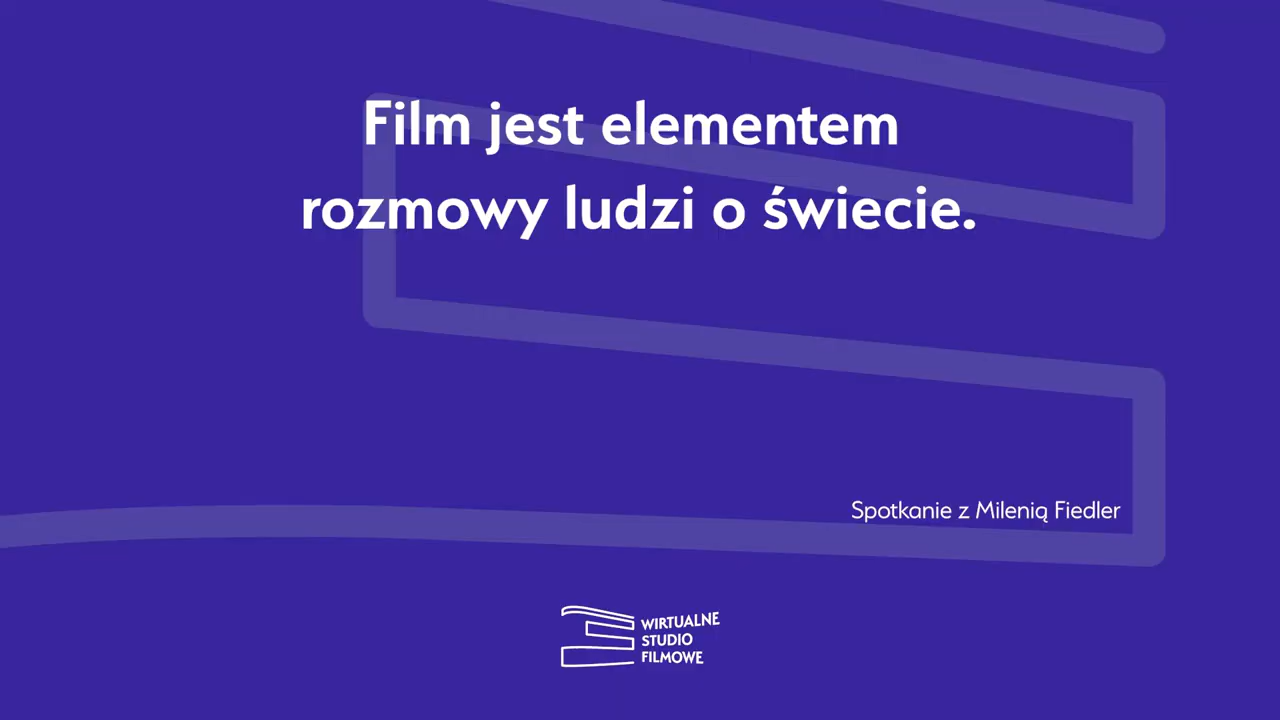 Film jest elementem
rozmowy ludzi o świecie.
Spotkanie z Milenią Fiedler
WIRTUALNE
STUDIO
FILMOWE